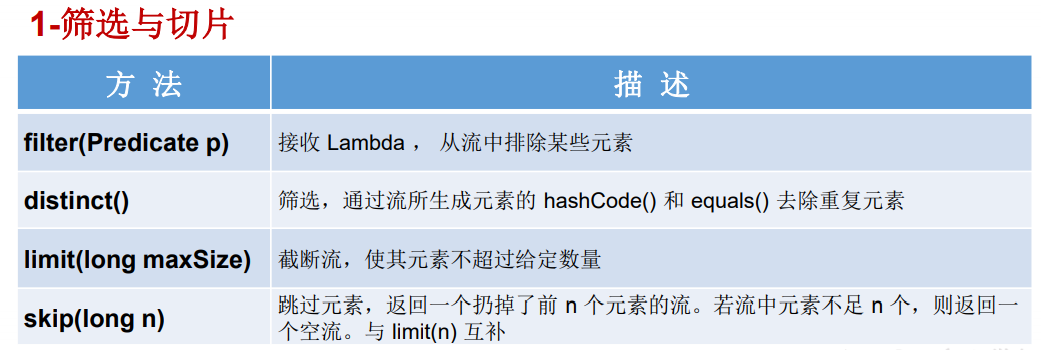 1-筛选与切片
方 法 描 述
filter(Predicate p) 接收 Lambda ， 从流中排除某些元素
distinct() 筛选，通过流所生成元素的 hashCode() 和 equals() 去除重复元素
limit(long maxSize) 截断流，使其元素不超过给定数量
skip(long n) 跳过元素，返回一个扔掉了前 n 个元素的流。若流中元素不足 n 个，则返回一
个空流。与 limit(n) 互补